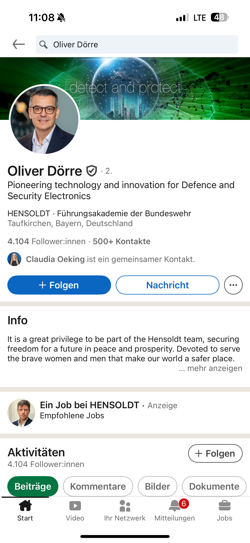 11:08
LTE
48
Oliver Dörre
detect and protect
Oliver Dörre · 2.
Pioneering technology and innovation for Defence and
Security Electronics
HENSOLDT · Führungsakademie der Bundeswehr
Taufkirchen, Bayern, Deutschland
4.104 Follower:innen · 500+ Kontakte
Claudia Oeking ist ein gemeinsamer Kontakt.
+ Folgen
Nachricht
Info
It is a great privilege to be part of the Hensoldt team, securing
freedom for a future in peace and prosperity. Devoted to serve
the brave women and men that make our world a safer place.
... mehr anzeigen
Ein Job bei HENSOLDT · Anzeige
Empfohlene Jobs
Aktivitäten
+ Folgen
4.104 Follower:innen
Beiträge
Kommentare
Bilder
Dokumente
6
Start
Video
Ihr Netzwerk
Mitteilungen
Jobs